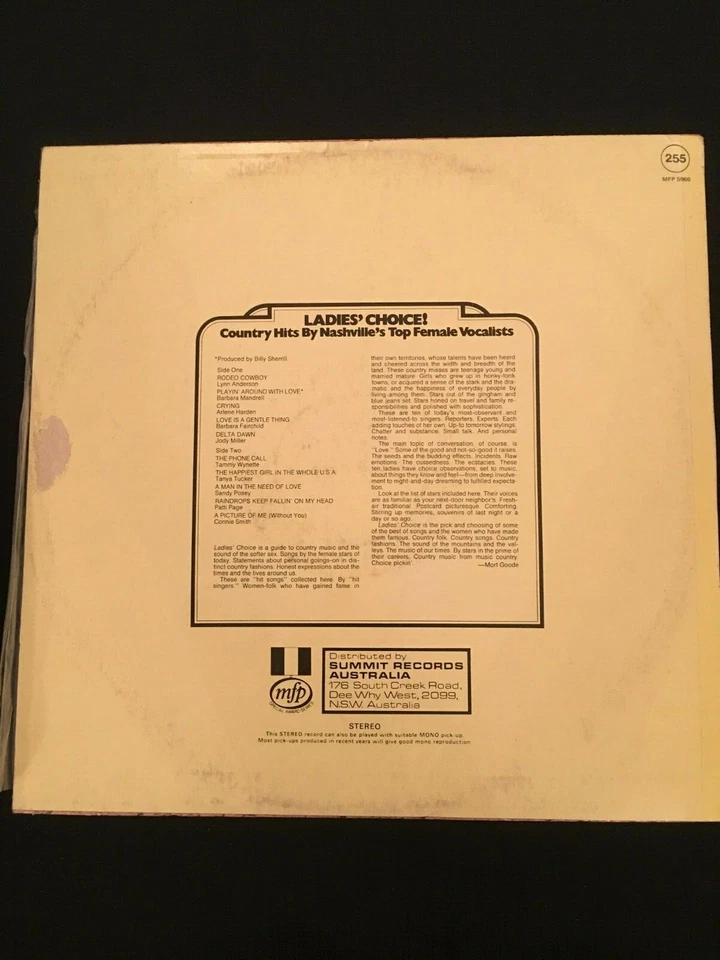 255
MFP 5966
LADIES' CHOICE!
Country Hits By Nashville's Top Female Vocalists
*Produced by Billy Sherrill
Side One
RODEO COWBOY
Lynn Anderson
PLAYIN' AROUND WITH LOVE*
Barbara Mandrell
CRYING
Arlene Harden
LOVE IS A GENTLE THING
Barbara Fairchild
DELTA DAWN
Jody Miller
Side Two
THE PHONE CALL
Tammy Wynette
THE HAPPIEST GIRL IN THE WHOLE U.S.A.
Tanya Tucker
A MAN IN THE NEED OF LOVE
Sandy Posey
RAINDROPS KEEP FALLIN' ON MY HEAD
Patti Page
A PICTURE OF ME (Without You)
Connie Smith
Ladies' Choice is a guide to country music and the
sound of the softer sex. Songs by the female stars of
today. Statements about personal goings-on in dis-
tinct country fashions. Honest expressions about the
times and the lives around us.
These are "hit songs" collected here. By "hit
singers." Women-folk who have gained fame in
their own territories, whose talents have been heard
and cheered across the width and breadth of the
land. These country misses are teenage young and
married mature. Girls who grew up in honky-tonk
towns, or acquired a sense of the stark and the dra-
matic and the happiness of everyday people by
living among them. Stars out of the gingham and
blue jeans set. Stars honed on travel and family re-
sponsibilities and polished with sophistication.
These are ten of today's most-observant and
most-listened-to singers. Reporters. Experts. Each
adding touches of her own. Up-to tomorrow stylings.
Chatter and substance. Small talk. And personal
notes.
The main topic of conversation, of course, is
"Love." Some of the good and not-so-good it raises.
The seeds and the budding effects. Incidents. Raw
emotions. The cussedness. The ecstacies. These
ten ladies have choice observations, set to music,
about things they know and feel—from deep involve-
ment to night-and-day-dreaming to fulfilled expecta-
tion.
Look at the list of stars included here. Their voices
are as familiar as your next-door neighbor's. Fresh-
air traditional. Postcard picturesque. Comforting.
Stirring up memories, souvenirs of last night or a
day or so ago.
Ladies' Choice is the pick and choosing of some
of the best of songs and the women who have made
them famous. Country folk. Country songs. Country
fashions. The sound of the mountains and the val-
leys. The music of our times. By stars in the prime of
their careers. Country music from music country.
Choice pickin'.
—Mort Goode
mfp
Distributed by
SUMMIT RECORDS
AUSTRALIA
176 South Creek Road,
Dee Why West, 2099,
N.S.W. Australia
STEREO
This STEREO record can also be played with suitable MONO pick-up.
Most pick-ups produced in recent years will give good mono reproduction